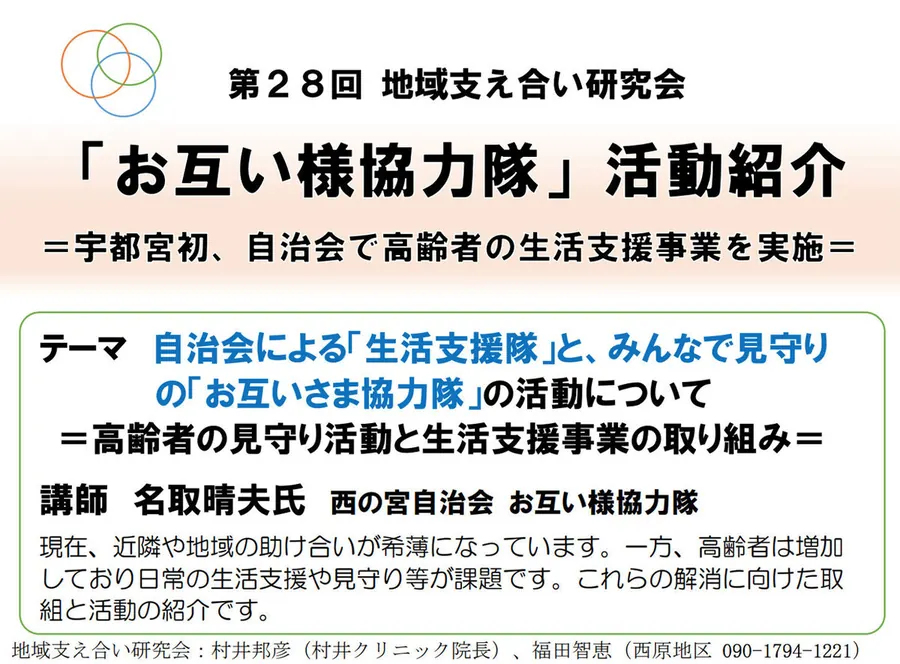 第２８回 地域支え合い研究会
「お互い様協力隊」活動紹介
＝宇都宮初、自治会で高齢者の生活支援事業を実施＝
テーマ 自治会による「生活支援隊」と、みんなで見守り
の「お互いさま協力隊」の活動について
＝高齢者の見守り活動と生活支援事業の取り組み＝
講師 名取晴夫氏 西の宮自治会 お互い様協力隊
現在、近隣や地域の助け合いが希薄になっています。一方、高齢者は増加
しており日常の生活支援や見守り等が課題です。これらの解消に向けた取
組と活動の紹介です。
地域支え合い研究会：村井邦彦（村井クリニック院長）、福田智恵（西原地区 090-1794-1221）